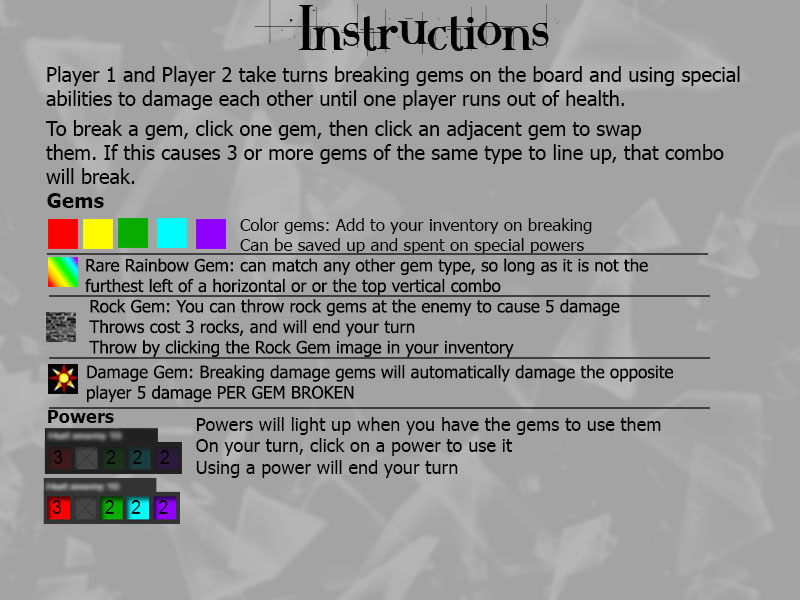 Instructions
Player 1 and Player 2 take turns breaking gems on the board and using special
abilities to damage each other until one player runs out of health.
To break a gem, click one gem, then click an adjacent gem to swap
them. If this causes 3 or more gems of the same type to line up, that combo
will break.
Gems
Color gems: Add to your inventory on breaking
Can be saved up and spent on special powers
Rare Rainbow Gem: can match any other gem type, so long as it is not the
furthest left of a horizontal or or the top vertical combo
Rock Gem: You can throw rock gems at the enemy to cause 5 damage
Throws cost 3 rocks, and will end your turn
Throw by clicking the Rock Gem image in your inventory
Damage Gem: Breaking damage gems will automatically damage the opposite
player 5 damage PER GEM BROKEN
Powers
Powers will light up when you have the gems to use them
On your turn, click on a power to use it
Using a power will end your turn
3 2 2 2
3 2 2 2